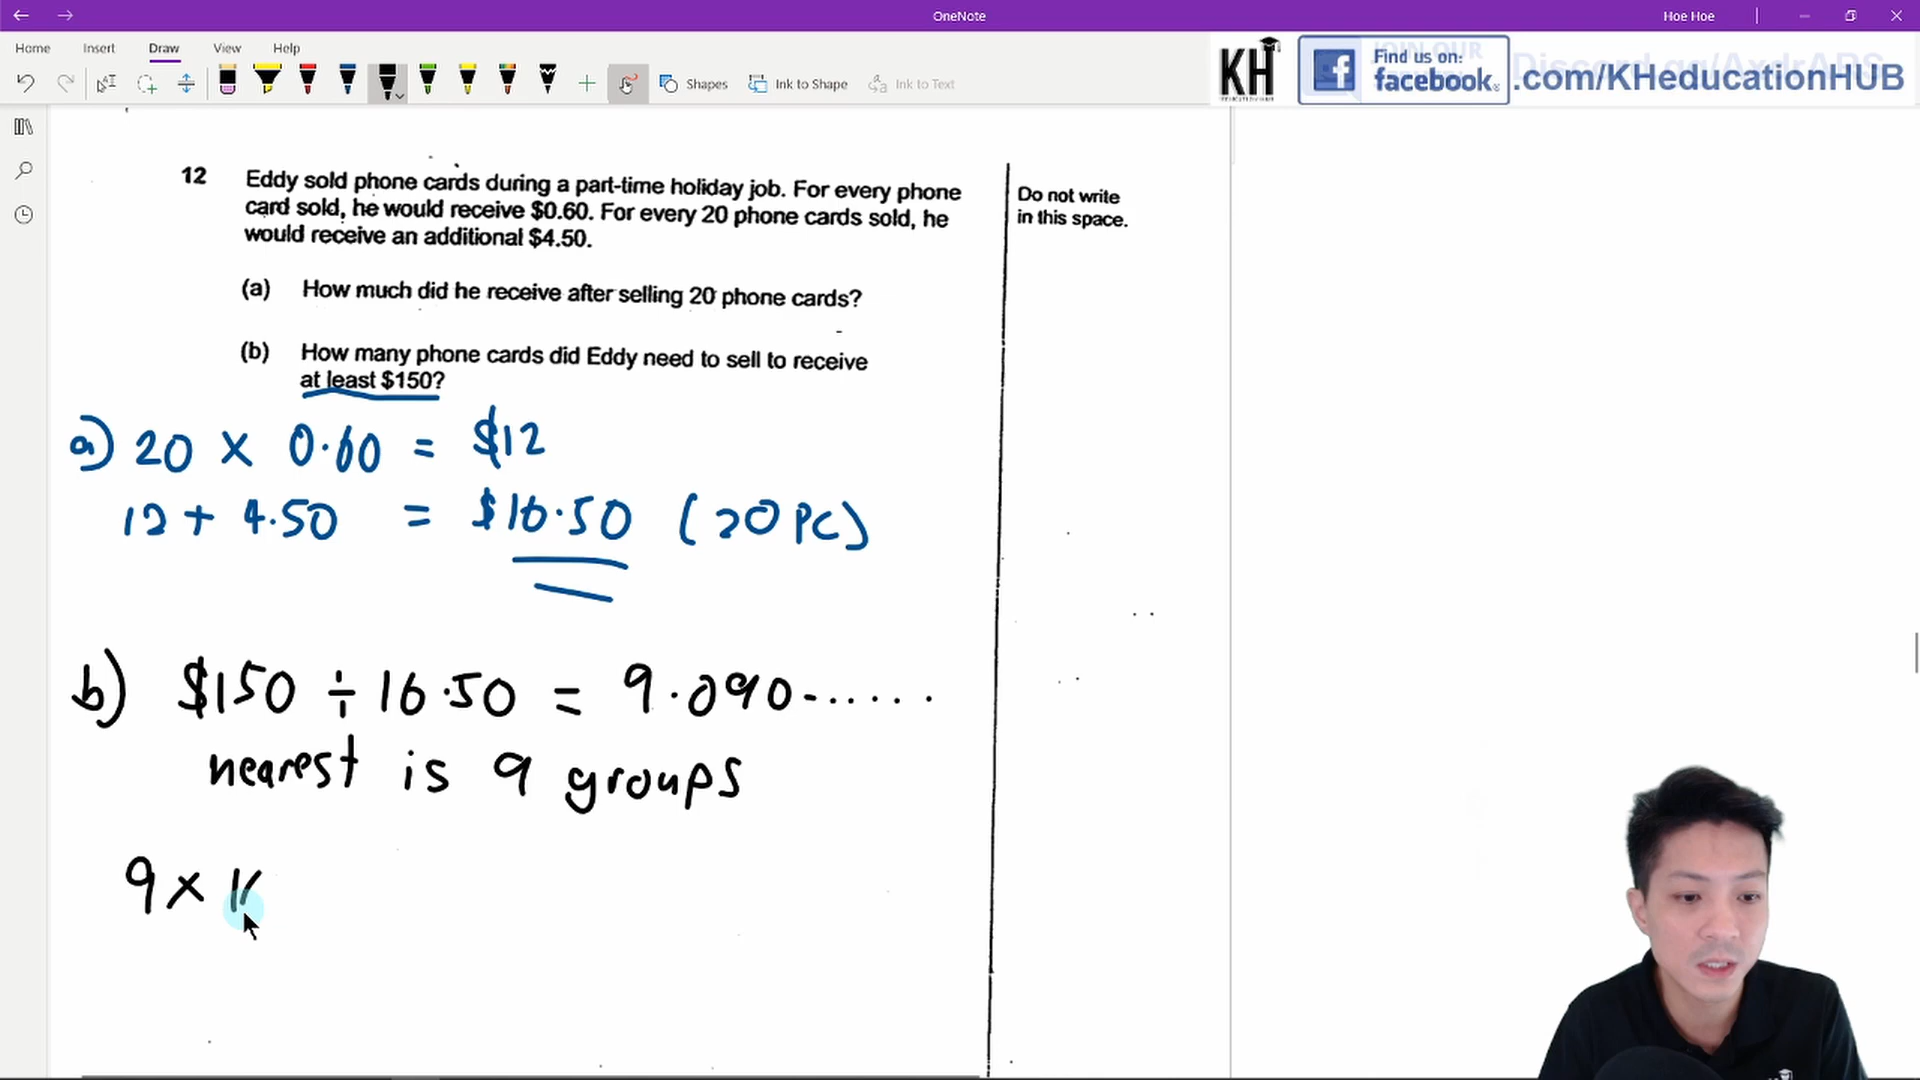 OneNote
Hoe Hoe
Home Insert Draw View Help
Shapes Ink to Shape Ink to Text
KH
Find us on:
facebook.com/KHeducationHUB
12 Eddy sold phone cards during a part-time holiday job. For every phone
card sold, he would receive $0.60. For every 20 phone cards sold, he
would receive an additional $4.50.
(a) How much did he receive after selling 20 phone cards?
(b) How many phone cards did Eddy need to sell to receive
at least $150?
Do not write
in this space.
a) 20 × 0.60 = $12
12 + 4.50 = $16.50 (20 PC)
b) $150 ÷ 16.50 = 9.090......
nearest is 9 groups
9 ×